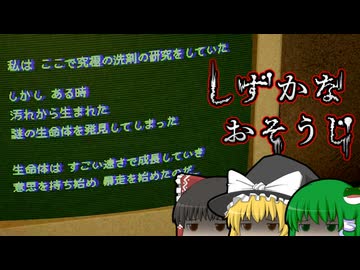 私は ここで究極の洗剤の研究をしていた
しかし ある時
汚れから生まれた
謎の生命体を発見してしまった
生命体は すごい速さで成長していき
意思を持ち始め 暴走を始めたのだ…
しずかな
おそうじ